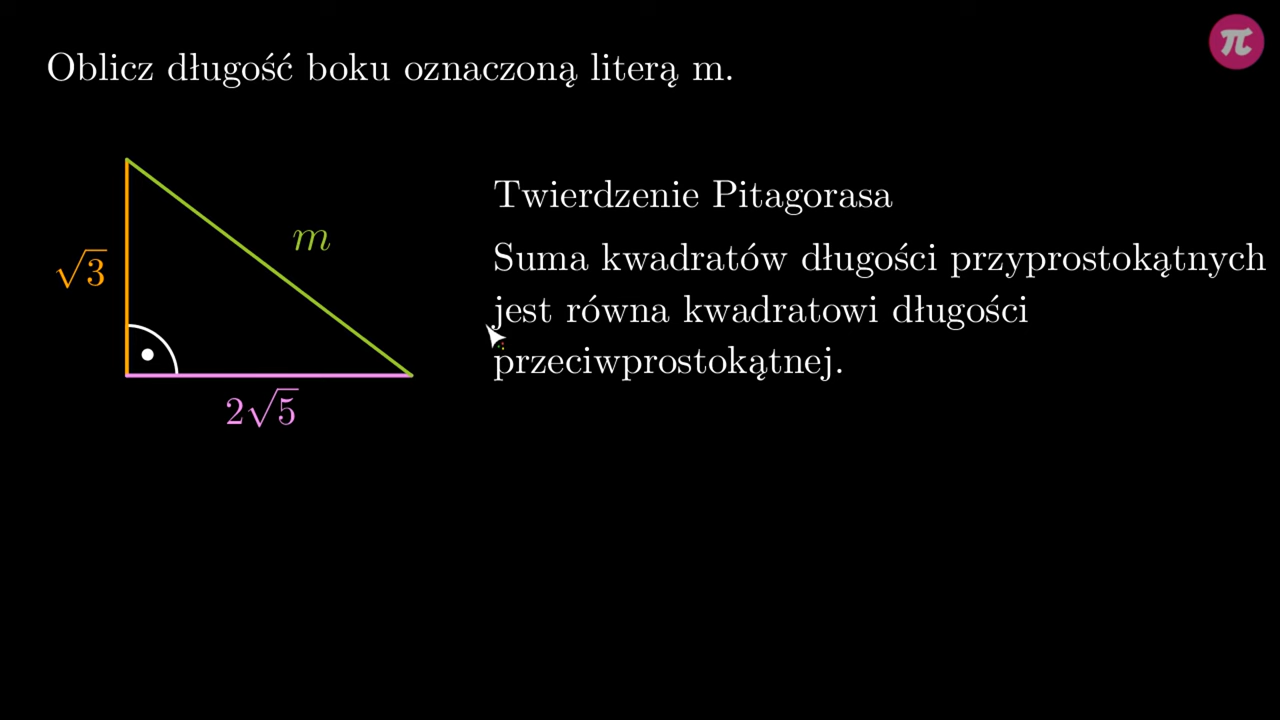 π
Oblicz długość boku oznaczoną literą m.
Twierdzenie Pitagorasa
Suma kwadratów długości przyprostokątnych
jest równa kwadratowi długości
przeciwprostokątnej.
m
√3
2√5